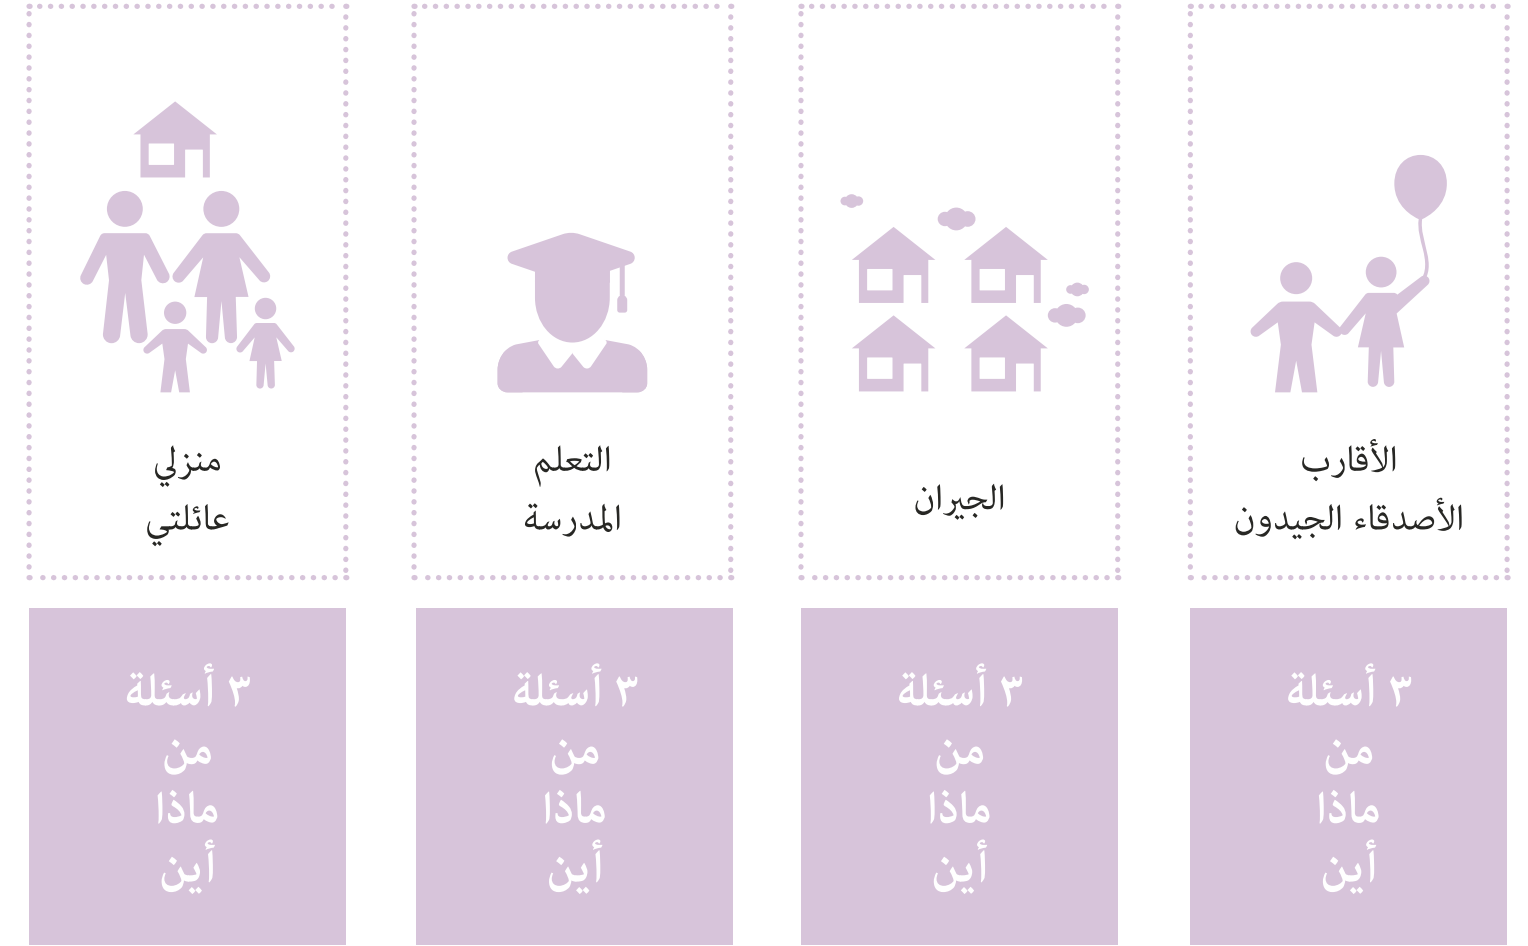 الأقارب
الأصدقاء الجيدون
الجيران
التعلم
المدرسة
منزلي
عائلتي
٣ أسئلة
من
ماذا
أين
٣ أسئلة
من
ماذا
أين
٣ أسئلة
من
ماذا
أين
٣ أسئلة
من
ماذا
أين